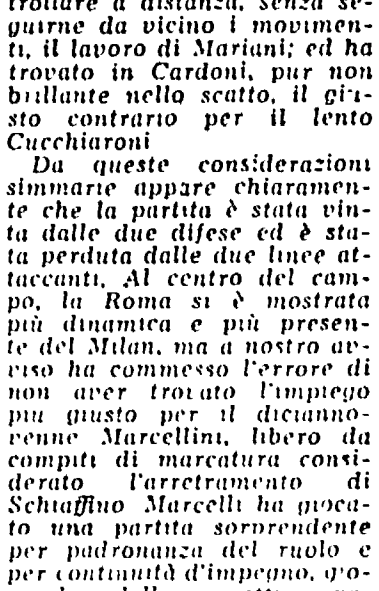 trollare a distanza, senza se-
guirne da vicino i movimen-
ti, il lavoro di Mariani; ed ha
trovato in Cardoni, pur non
brillante nello scatto, il giu-
sto contrario per il lento
Cucchiaroni
Da queste considerazioni
simmarie appare chiaramen-
te che la partita è stata vin-
ta dalle due difese ed è sta-
ta perduta dalle due linee at-
taccanti. Al centro del cam-
po, la Roma si è mostrata
più dinamica e più presen-
te del Milan, ma a nostro av-
viso ha commesso l'errore di
non aver trovato l'impiego
più giusto per il dicianno-
venne Marcellini, libero da
compiti di marcatura consi-
derato l'arretramento di
Schiaffino Marcelli ha gioca-
to una partita sorprendente
per padronanza del ruolo e
per continuità d'impegno,